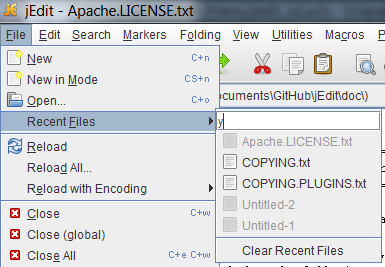 jEdit - Apache.LICENSE.txt
File Edit Search Markers Folding View Utilities Macros P
New C+n
New in Mode C+S+n
Open... C+o
ocuments\GitHub\jEdit\doc\)
Recent Files
y
Apache.LICENSE.txt
Reload
COPYING.txt
Reload All...
COPYING.PLUGINS.txt
Reload with Encoding
Untitled-2
Close C+w
Untitled-1
Close (global)
Clear Recent Files
Close All C+e C+w